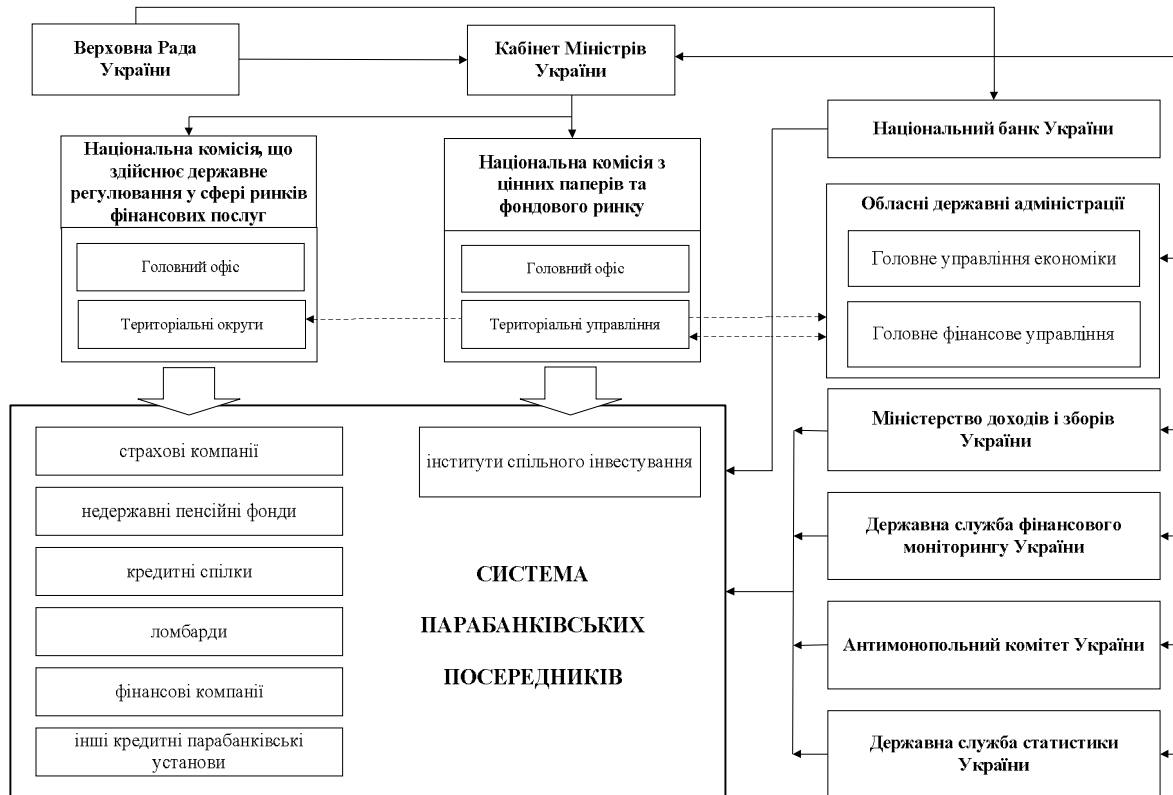 Верховна Рада
України
Кабінет Міністрів
України
Національний банк України
Національна комісія, що
здійснює державне
регулювання у сфері ринків
фінансових послуг
Головний офіс
Територіальні округи
Національна комісія з
цінних паперів та
фондового ринку
Головний офіс
Територіальні управління
Обласні державні адміністрації
Головне управління економіки
Головне фінансове управління
страхові компанії
недержавні пенсійні фонди
кредитні спілки
ломбарди
фінансові компанії
інші кредитні парабанківські
установи
інститути спільного інвестування
СИСТЕМА
ПАРАБАНКІВСЬКИХ
ПОСЕРЕДНИКІВ
Міністерство доходів і зборів
України
Державна служба фінансового
моніторингу України
Антимонопольний комітет України
Державна служба статистики
України